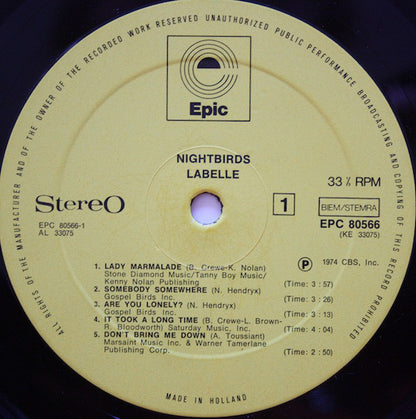 ALL RIGHTS OF THE MANUFACTURER AND OF THE OWNER OF THE RECORDED WORK RESERVED UNAUTHORIZED PUBLIC PERFORMANCE BROADCASTING AND COPYING OF THIS RECORD PROHIBITED
Epic
NIGHTBIRDS
LABELLE
33⅓ RPM
StereO
1
BIEM/STEMRA
EPC 80566-1
AL 33075
EPC 80566
(KE 33075)
1. LADY MARMALADE (B. Crewe-K. Nolan)
Stone Diamond Music/Tanny Boy Music/
Kenny Nolan Publishing (Time: 3:57)
2. SOMEBODY SOMEWHERE (N. Hendryx)
Gospel Birds Inc. (Time: 3:26)
3. ARE YOU LONELY? (N. Hendryx)
Gospel Birds Inc. (Time: 3:13)
4. IT TOOK A LONG TIME (B. Crewe-L. Brown-
R. Bloodworth) Saturday Music, Inc. (Time: 4:04)
5. DON'T BRING ME DOWN (A. Toussiant)
Marsaint Music Inc. & Warner Tamerlane
Publishing Corp. (Time: 2:50)
P 1974 CBS, Inc.
MADE IN HOLLAND